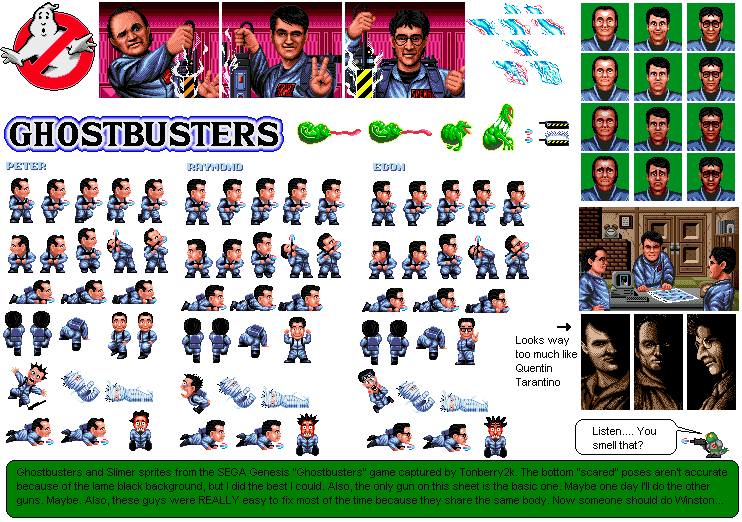 GHOSTBUSTERS
PETER
RAYMOND
EGON
Looks way
too much like
Quentin
Tarantino
Listen.... You
smell that?
Ghostbusters and Slimer sprites from the SEGA Genesis "Ghostbusters" game captured by Tonberry2k. The bottom "scared" poses aren't accurate
because of the lame black background, but I did the best I could. Also, the only gun on this sheet is the basic one. Maybe one day I'll do the other
guns. Maybe. Also, these guys were REALLY easy to fix most of the time because they share the same body. Now someone should do Winston...